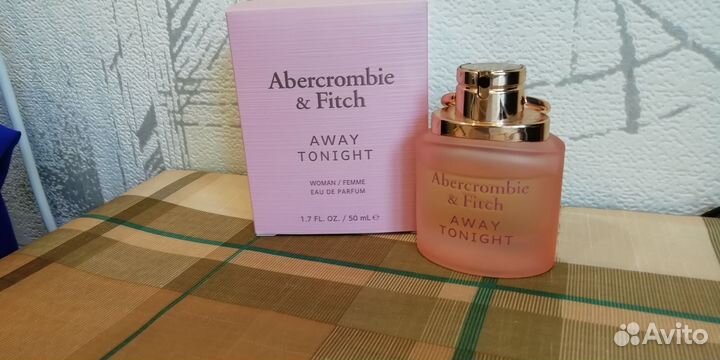 Abercrombie
& Fitch
AWAY
TONIGHT
WOMAN / FEMME
EAU DE PARFUM
1.7 FL. OZ. / 50 mL ℮
Abercrombie
& Fitch
AWAY
TONIGHT
Avito